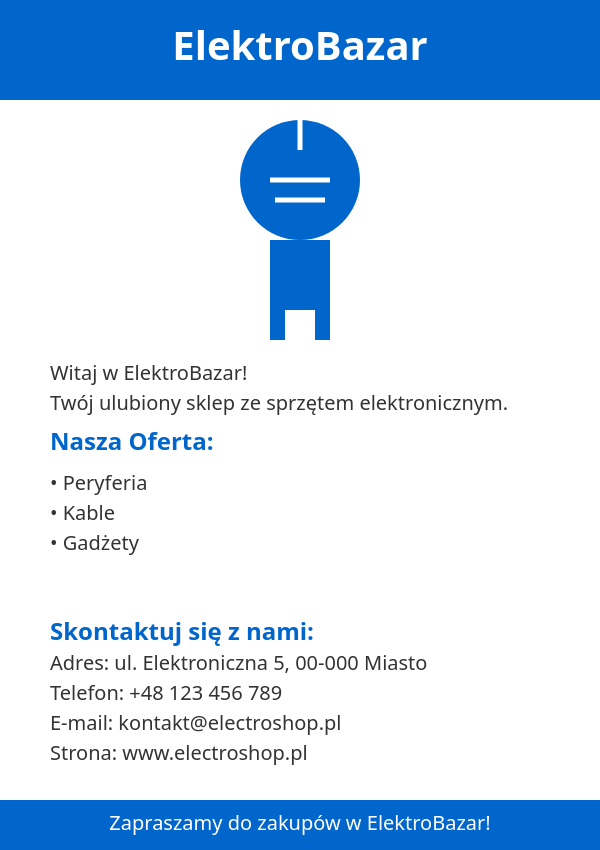 ElektroBazar
Witaj w ElektroBazar!
Twój ulubiony sklep ze sprzętem elektronicznym.
Nasza Oferta:
• Peryferia
• Kable
• Gadżety
Skontaktuj się z nami:
Adres: ul. Elektroniczna 5, 00-000 Miasto
Telefon: +48 123 456 789
E-mail: kontakt@electroshop.pl
Strona: www.electroshop.pl
Zapraszamy do zakupów w ElektroBazar!